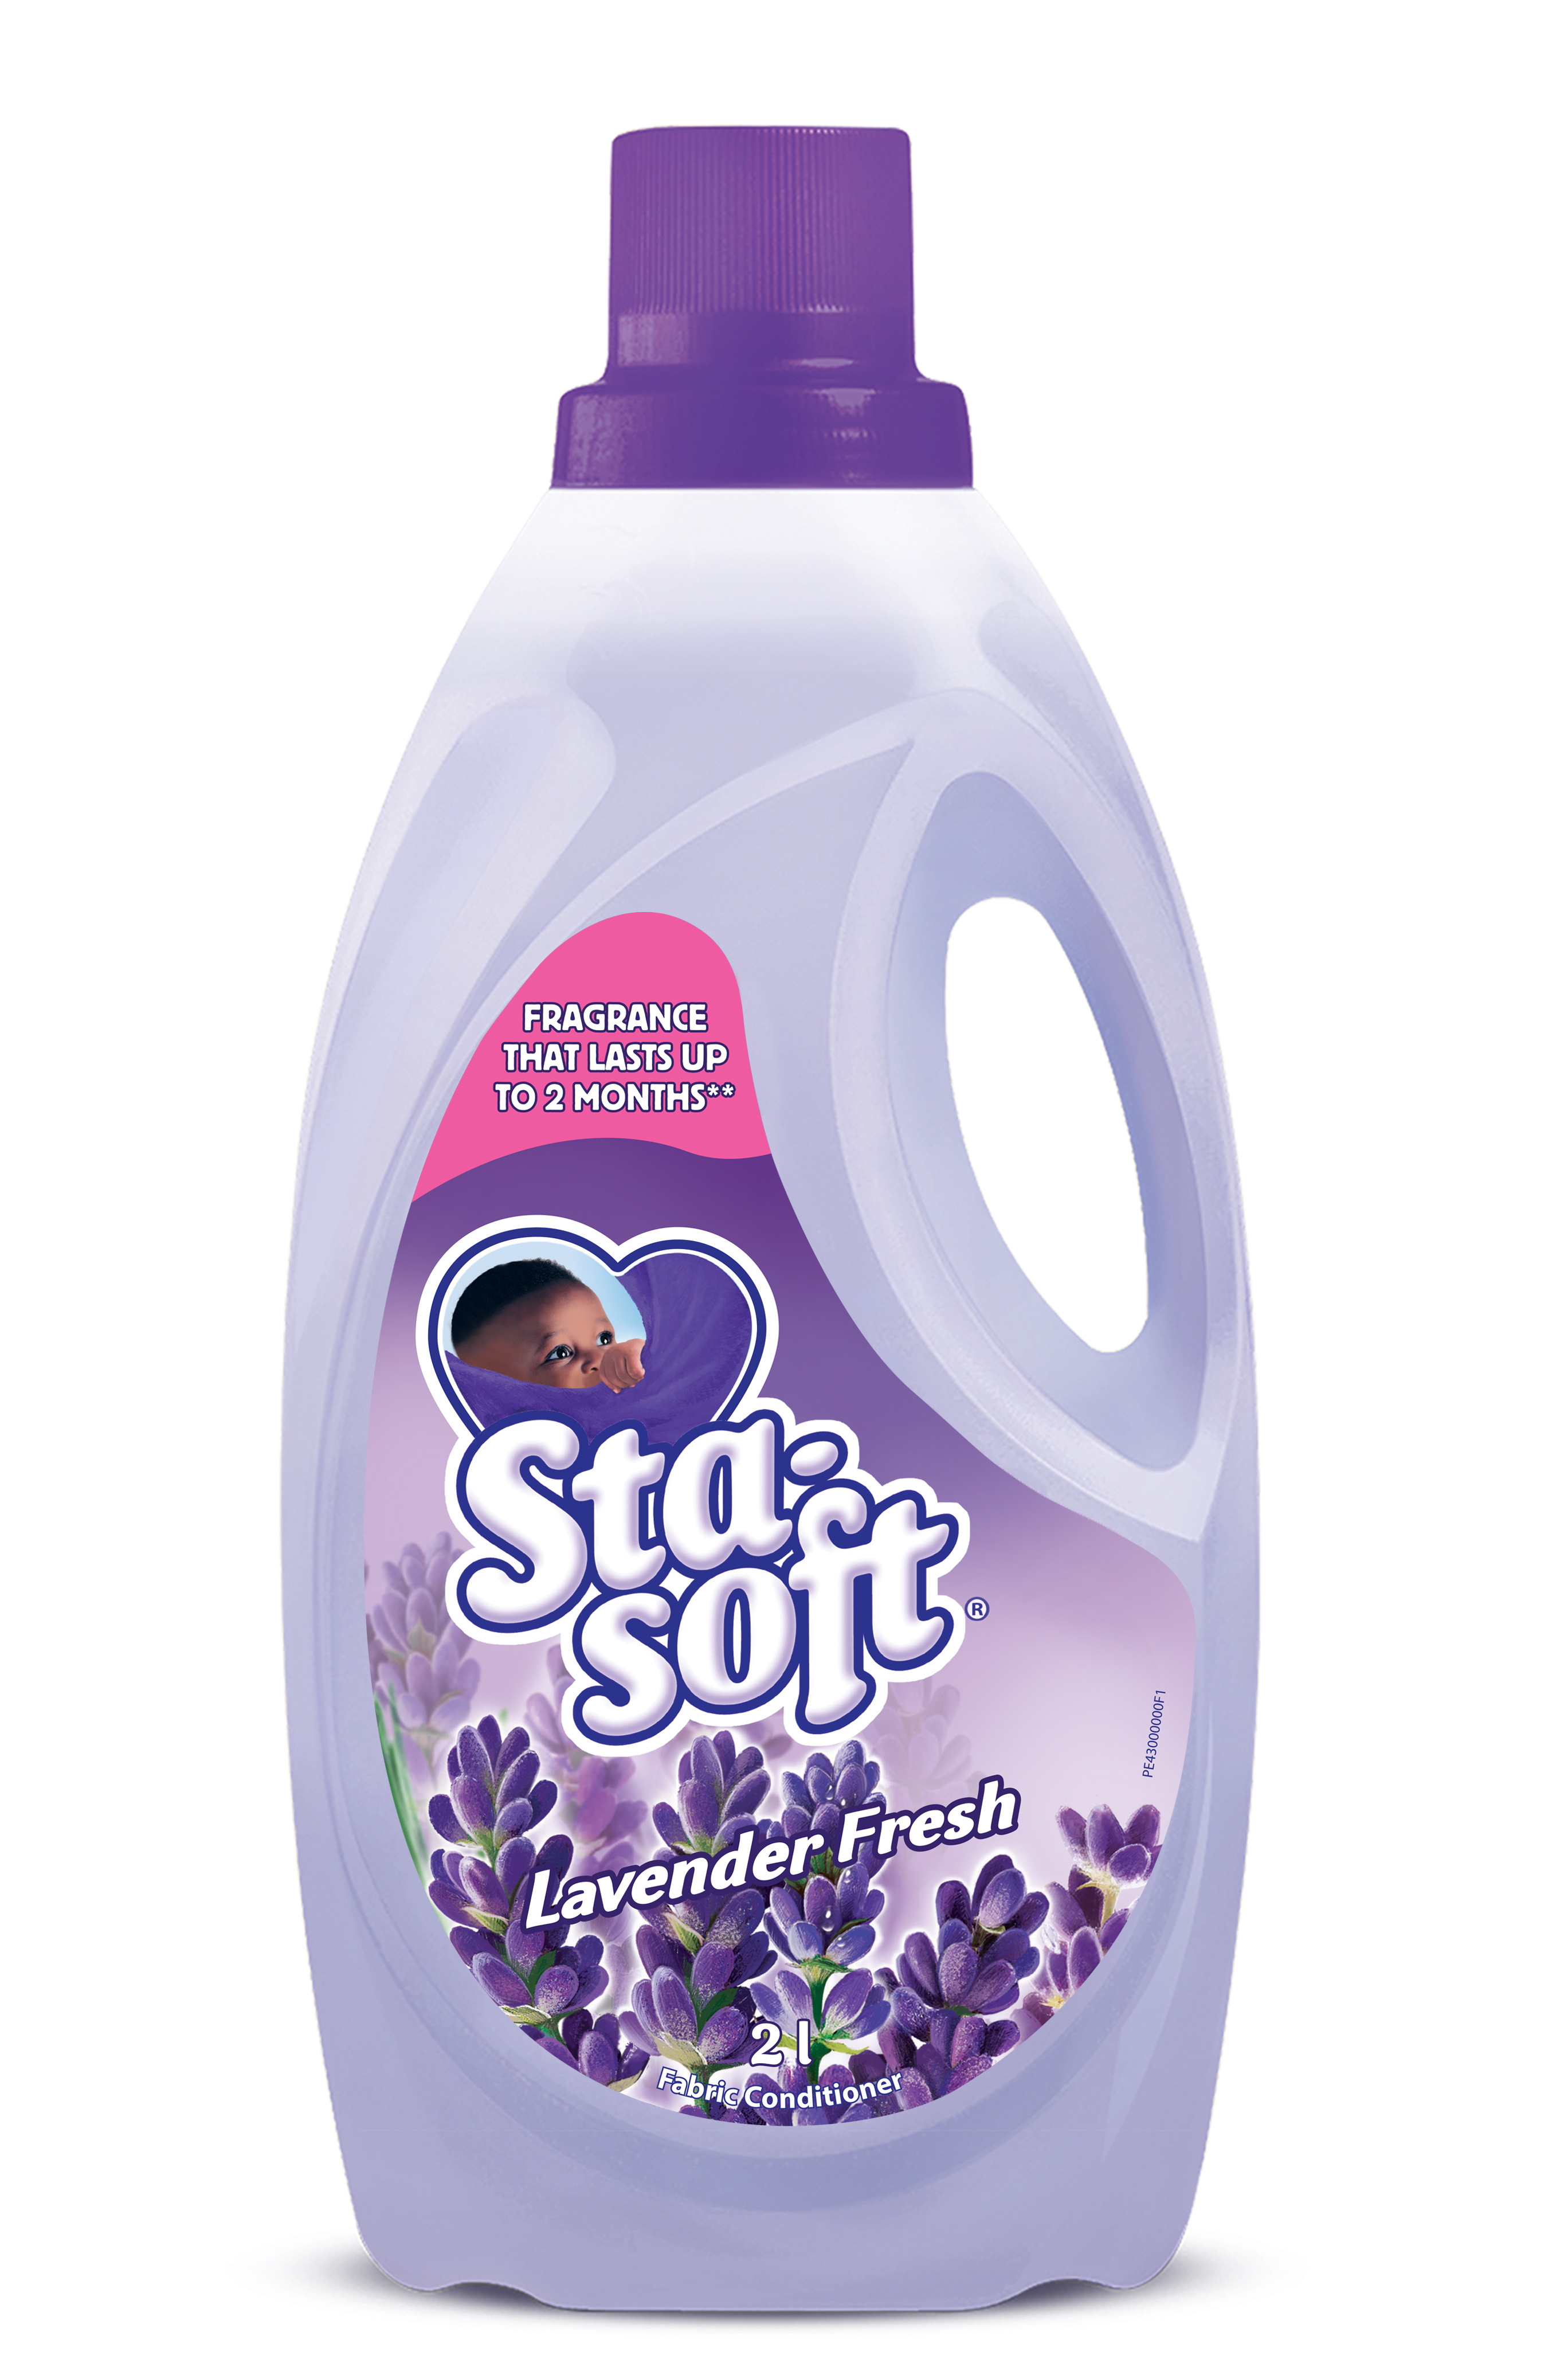 FRAGRANCE
THAT LASTS UP
TO 2 MONTHS**
Sta-
soft®
PE43000000F1
Lavender Fresh
2 l
Fabric Conditioner